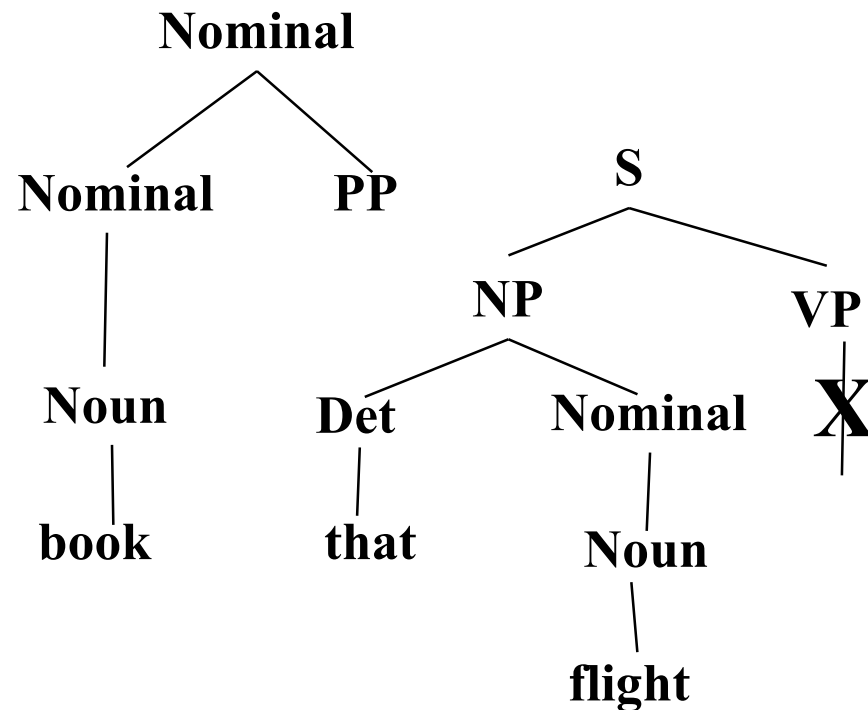 Nominal
S
Nominal PP
NP VP
Noun Det Nominal X
book that Noun
flight